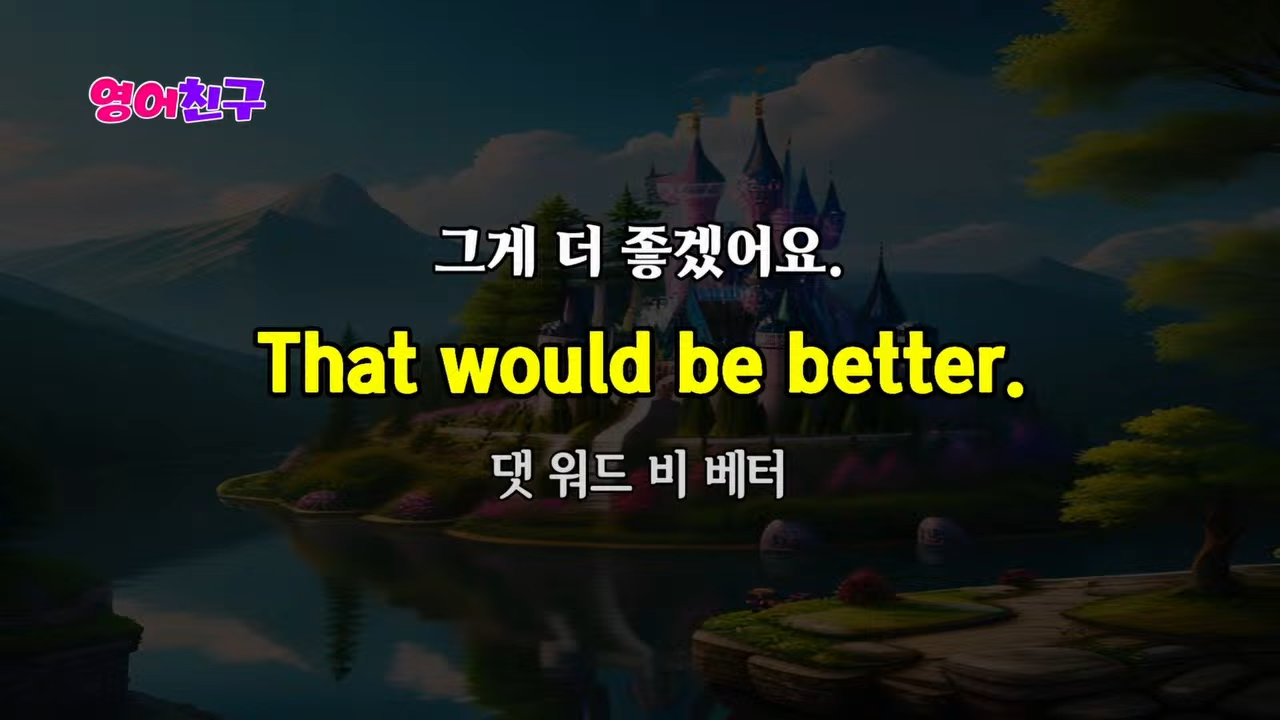 영어친구
그게 더 좋겠어요.
That would be better.
댓 워드 비 베터